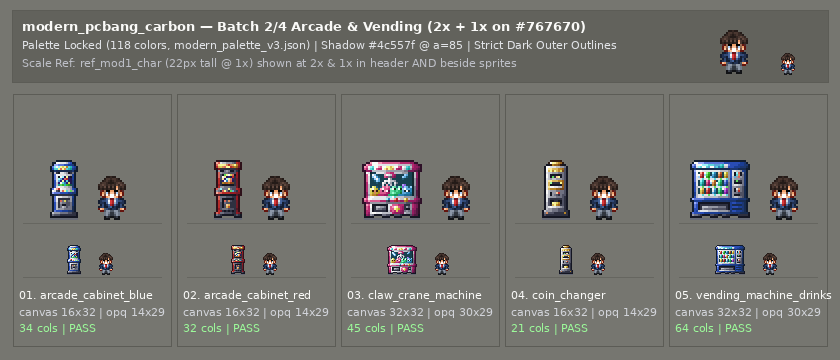 modern_pcbang_carbon — Batch 2/4 Arcade & Vending (2x + 1x on #767670)
Palette Locked (118 colors, modern_palette_v3.json) | Shadow #4c557f @ a=85 | Strict Dark Outer Outlines
Scale Ref: ref_mod1_char (22px tall @ 1x) shown at 2x & 1x in header AND beside sprites
01. arcade_cabinet_blue
canvas 16x32 | opq 14x29
34 cols | PASS
02. arcade_cabinet_red
canvas 16x32 | opq 14x29
32 cols | PASS
03. claw_crane_machine
canvas 32x32 | opq 30x29
45 cols | PASS
04. coin_changer
canvas 16x32 | opq 14x29
21 cols | PASS
05. vending_machine_drinks
canvas 32x32 | opq 30x29
64 cols | PASS